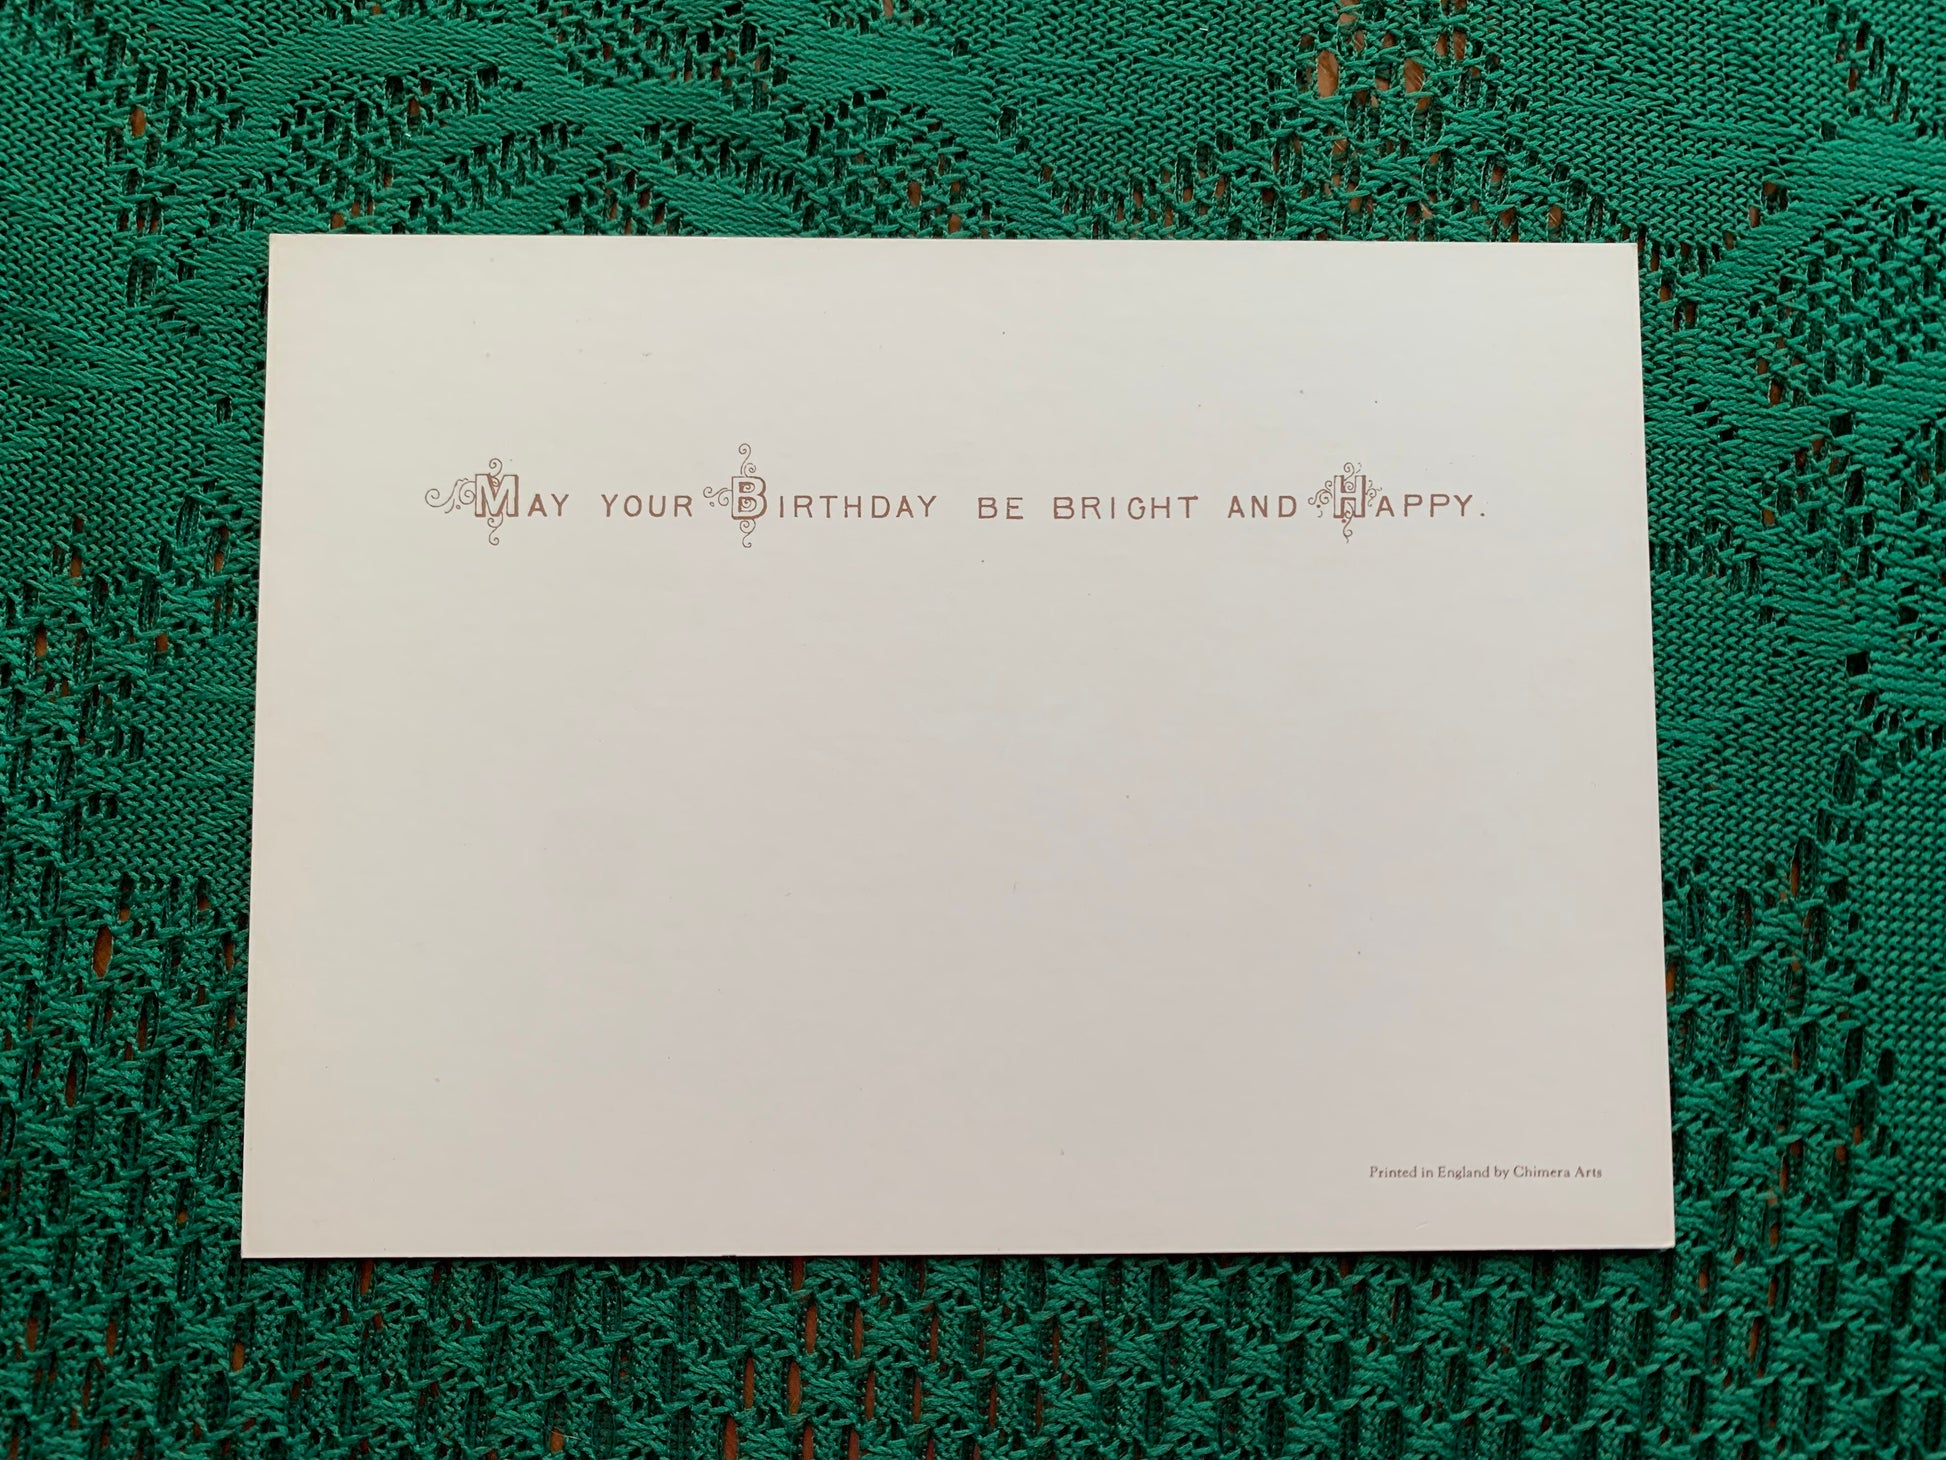 MAY YOUR BIRTHDAY BE BRIGHT AND HAPPY.
Printed in England by Chimera Arts